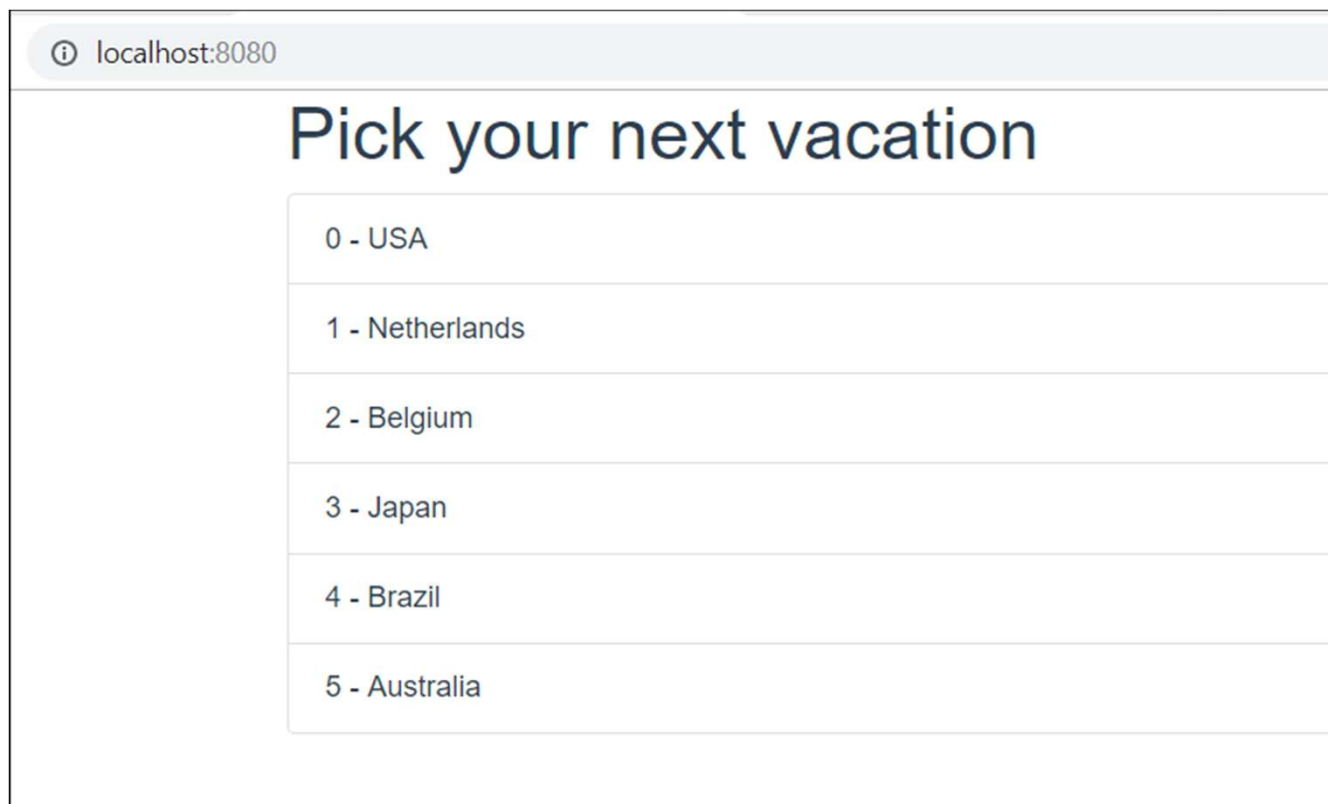 localhost:8080
Pick your next vacation
0 - USA
1 - Netherlands
2 - Belgium
3 - Japan
4 - Brazil
5 - Australia